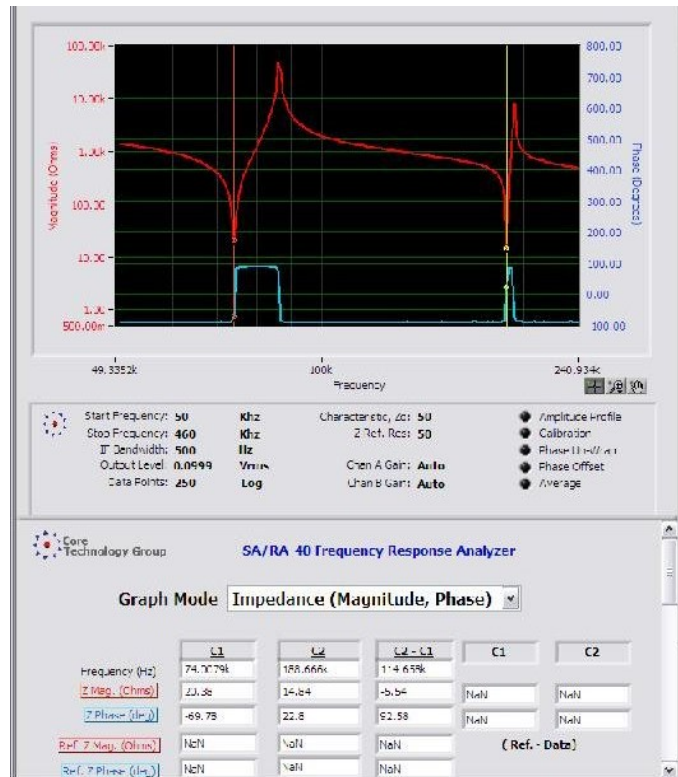 100.00k 800.00
700.00
10.00k 600.00
500.00
1.00k 400.00
300.00
100.00 200.00
10.00 100.00
0.00
1.00
500.00m 100.00
Magnitude (Ohms)
Phase (Degrees)
49.3352k 100k 240.934k
Frequency
Start Frequency: 50 Khz Characteristic, Zo: 50 Amplitude Profile
Stop Frequency: 460 Khz Z Ref. Res: 50 Calibration
IF Bandwidth: 500 Hz Phase Un-Wrap
Output Level: 0.0999 Vrms Chan A Gain: Auto Phase Offset
Data Points: 250 Log Chan B Gain: Auto Average
Core
Technology Group SA/RA 40 Frequency Response Analyzer
Graph Mode Impedance (Magnitude, Phase)
C1 C2 C2 - C1 C1 C2
Frequency (Hz) 74.0079k 188.666k 114.658k
Z Mag. (Ohms) 20.38 14.84 -5.54 NaN NaN
Z Phase (deg) -69.78 22.8 92.58 NaN NaN
Ref. Z Mag. (Ohms) NaN NaN NaN ( Ref. - Data)
Ref. Z Phase (deg) NaN NaN NaN